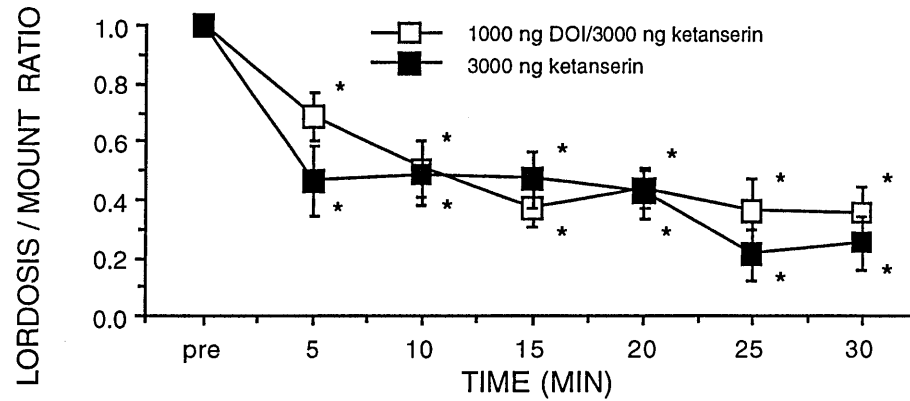 LORDOSIS / MOUNT RATIO
1.0
0.8
0.6
0.4
0.2
0.0
1000 ng DOI/3000 ng ketanserin
3000 ng ketanserin
* * * * * *
* * * * * *
pre 5 10 15 20 25 30
TIME (MIN)